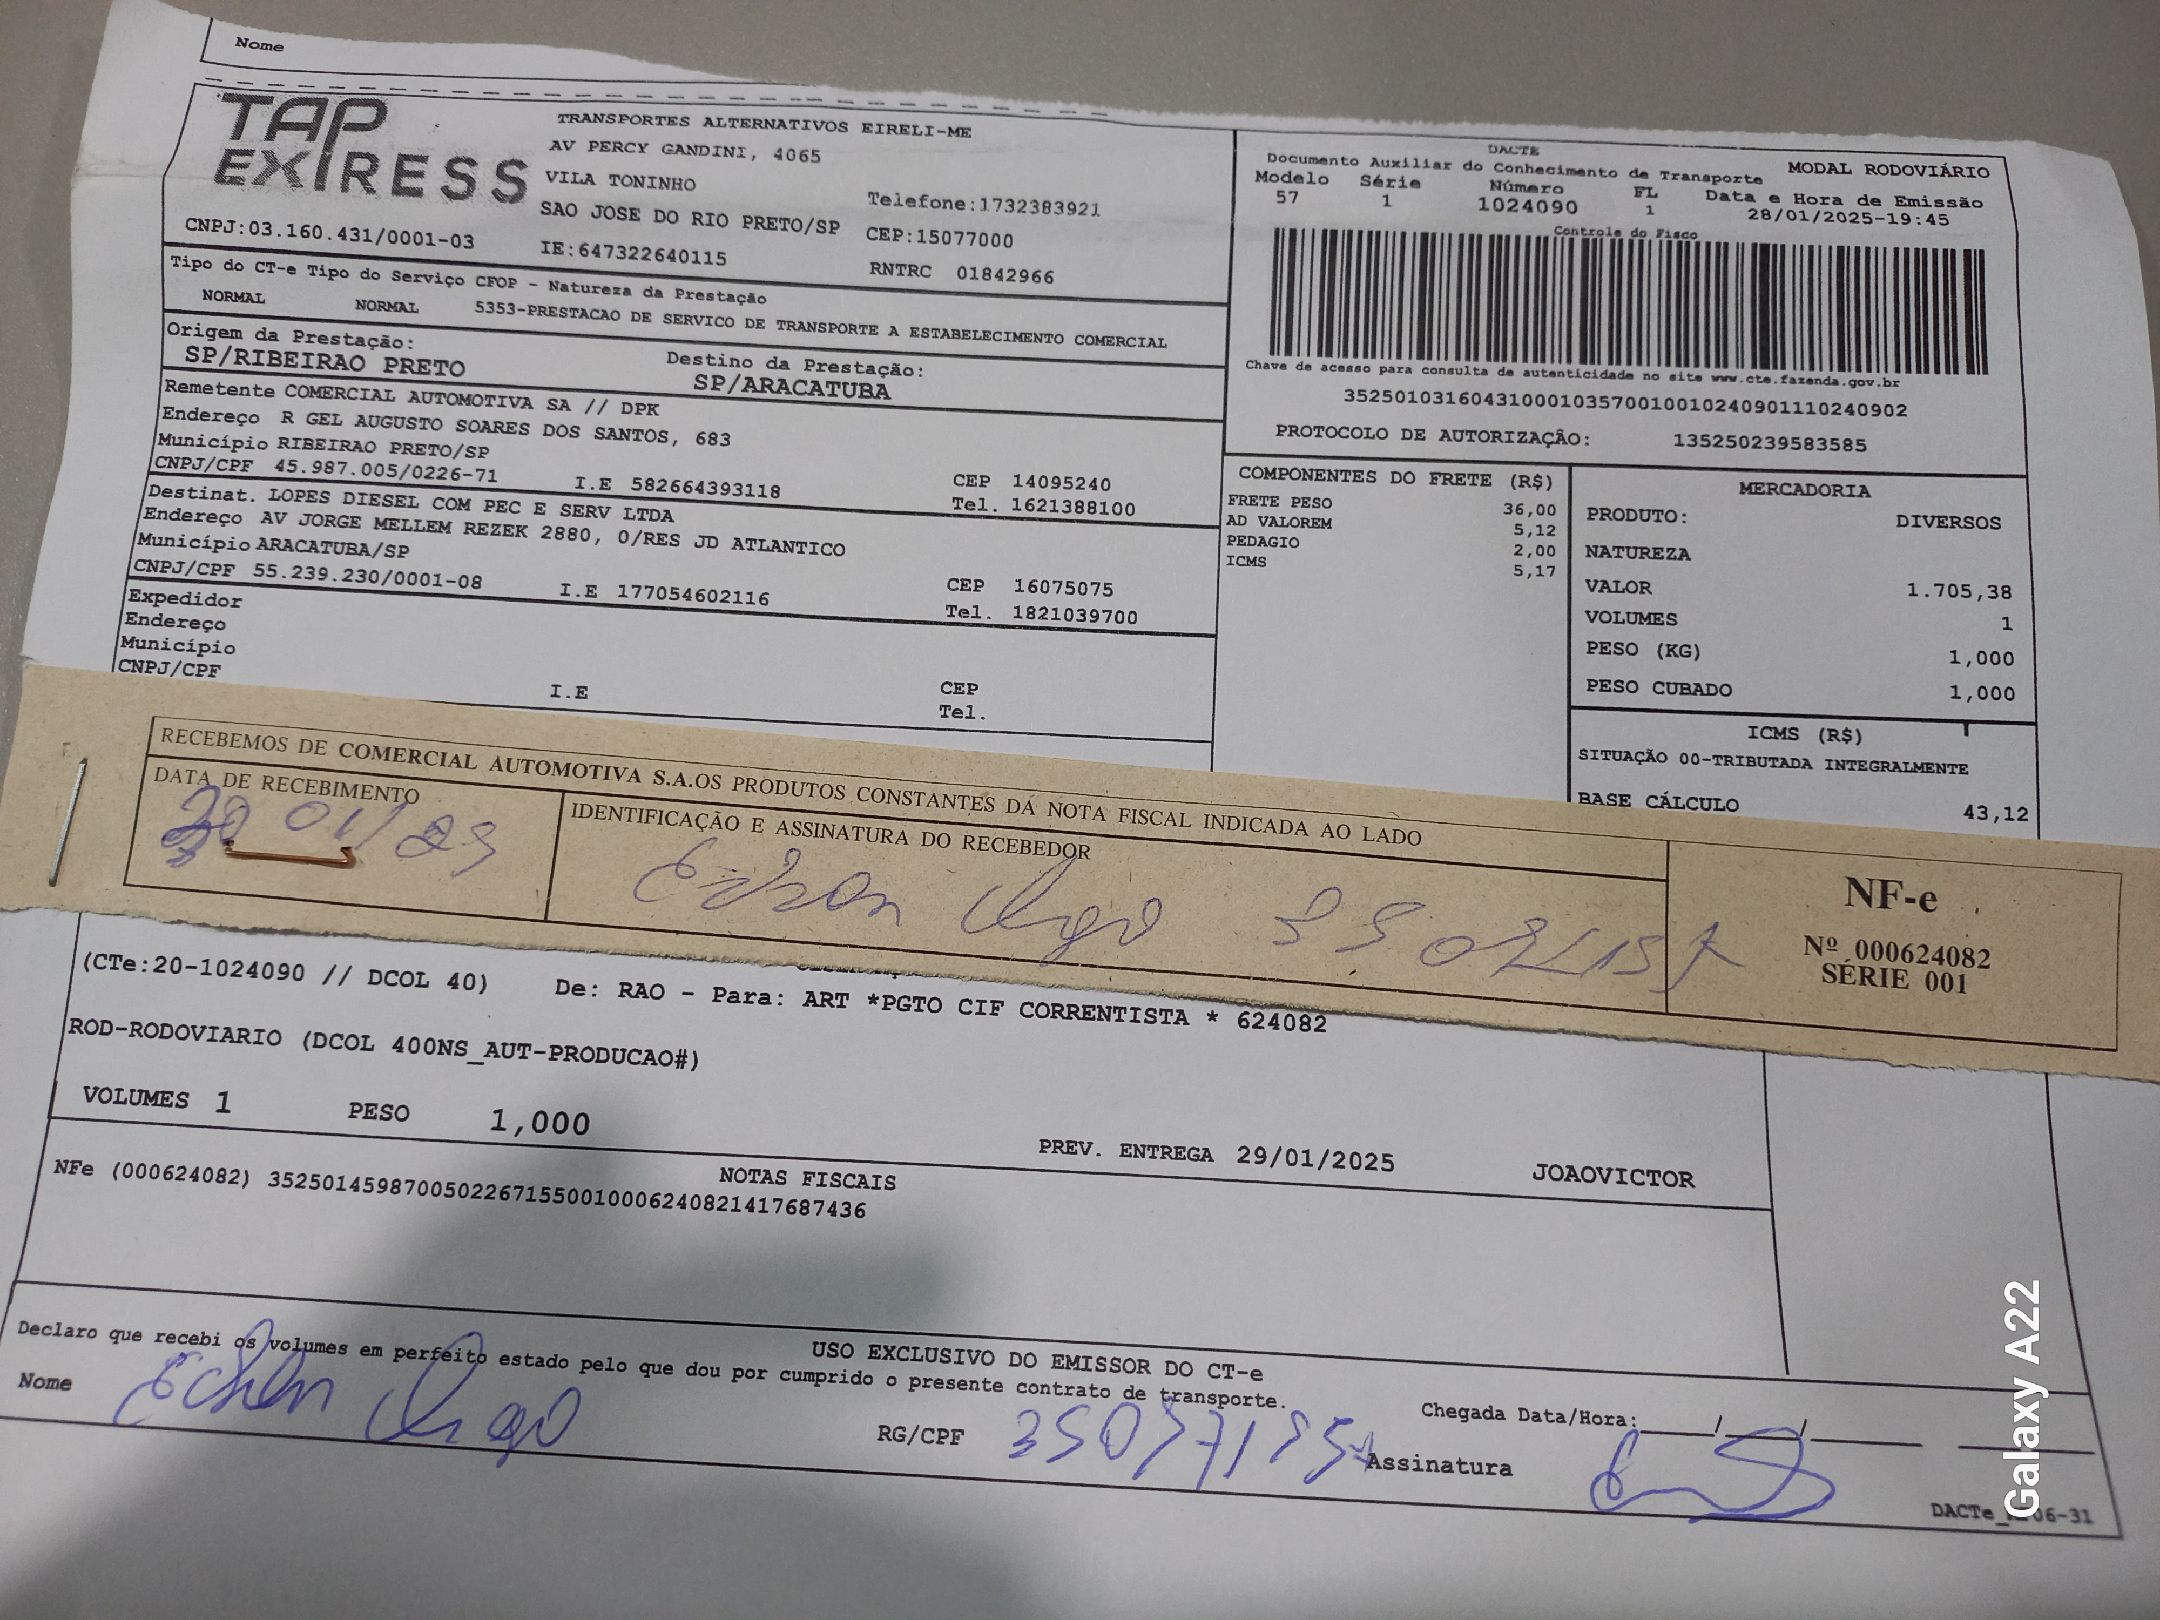 Nome
TAP EXPRESS
TRANSPORTES ALTERNATIVOS EIRELI-ME
AV PERCY GANDINI, 4065
VILA TONINHO
Telefone:1732383921
SAO JOSE DO RIO PRETO/SP CEP:15077000
CNPJ:03.160.431/0001-03 IE:647322640115 RNTRC 01842966
DACTE
Documento Auxiliar do Conhecimento de Transporte MODAL RODOVIÁRIO
Modelo Série Número FL Data e Hora de Emissão
57 1 1024090 1 28/01/2025-19:45
Controle do Fisco
Chave de acesso para consulta de autenticidade no site www.cte.fazenda.gov.br
35250103160431000103570010010240901110240902
PROTOCOLO DE AUTORIZAÇÃO: 135250239583585
Tipo do CT-e Tipo do Serviço CFOP - Natureza da Prestação
NORMAL NORMAL 5353-PRESTACAO DE SERVICO DE TRANSPORTE A ESTABELECIMENTO COMERCIAL
Origem da Prestação: Destino da Prestação:
SP/RIBEIRAO PRETO SP/ARACATUBA
Remetente COMERCIAL AUTOMOTIVA SA // DPK
Endereço R GEL AUGUSTO SOARES DOS SANTOS, 683
Município RIBEIRAO PRETO/SP CEP 14095240
CNPJ/CPF 45.987.005/0226-71 I.E 582664393118 Tel. 1621388100
Destinat. LOPES DIESEL COM PEC E SERV LTDA
Endereço AV JORGE MELLEM REZEK 2880, 0/RES JD ATLANTICO
Município ARACATUBA/SP CEP 16075075
CNPJ/CPF 55.239.230/0001-08 I.E 177054602116 Tel. 1821039700
Expedidor
Endereço
Município CEP
CNPJ/CPF I.E Tel.
COMPONENTES DO FRETE (R$)
FRETE PESO 36,00
AD VALOREM 5,12
PEDAGIO 2,00
ICMS 5,17
MERCADORIA
PRODUTO: DIVERSOS
NATUREZA
VALOR 1.705,38
VOLUMES 1
PESO (KG) 1,000
PESO CUBADO 1,000
ICMS (R$)
SITUAÇÃO 00-TRIBUTADA INTEGRALMENTE
BASE CÁLCULO 43,12
RECEBEMOS DE COMERCIAL AUTOMOTIVA S.A.OS PRODUTOS CONSTANTES DA NOTA FISCAL INDICADA AO LADO
DATA DE RECEBIMENTO IDENTIFICAÇÃO E ASSINATURA DO RECEBEDOR
NF-e
Nº 000624082
SÉRIE 001
(CTe:20-1024090 // DCOL 40) De: RAO - Para: ART *PGTO CIF CORRENTISTA * 624082
ROD-RODOVIARIO (DCOL 400NS_AUT-PRODUCAO#)
VOLUMES 1 PESO 1,000 PREV. ENTREGA 29/01/2025 JOAOVICTOR
NOTAS FISCAIS
NFe (000624082) 35250145987005022671550010006240821417687436
USO EXCLUSIVO DO EMISSOR DO CT-e
Declaro que recebi os volumes em perfeito estado pelo que dou por cumprido o presente contrato de transporte.
Nome RG/CPF Chegada Data/Hora:___/___/___
Assinatura
Galaxy A22